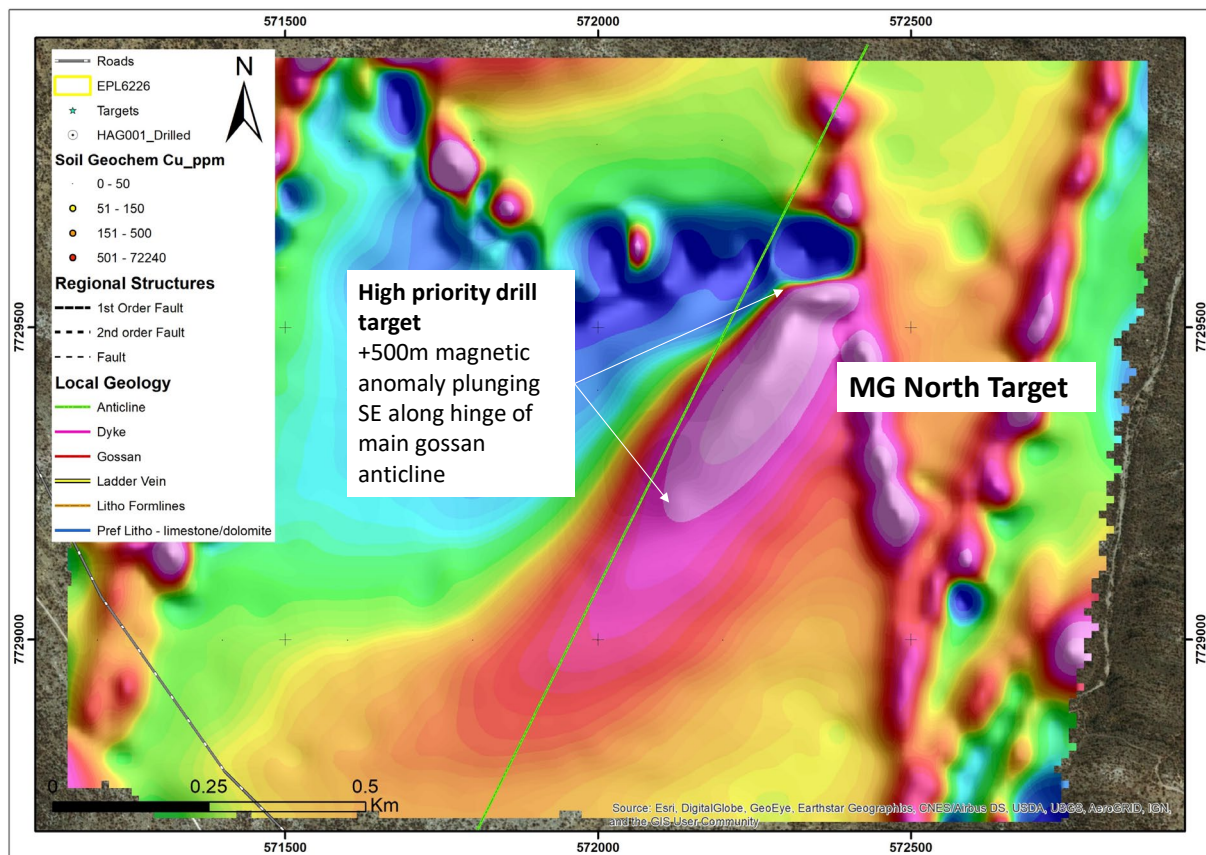 571500
572000
572500
Roads
EPL6226
Targets
HAG001_Drilled
Soil Geochem Cu_ppm
0 - 50
51 - 150
151 - 500
501 - 72240
Regional Structures
1st Order Fault
2nd order Fault
Fault
Local Geology
Anticline
Dyke
Gossan
Ladder Vein
Litho Formlines
Pref Litho - limestone/dolomite
N
High priority drill
target
+500m magnetic
anomaly plunging
SE along hinge of
main gossan
anticline
MG North Target
7729500
7729500
7729000
7729000
0
0.25
0.5
Km
Source: Esri, DigitalGlobe, GeoEye, Earthstar Geographics, CNES/Airbus DS, USDA, USGS, AeroGRID, IGN,
and the GIS User Community
571500
572000
572500